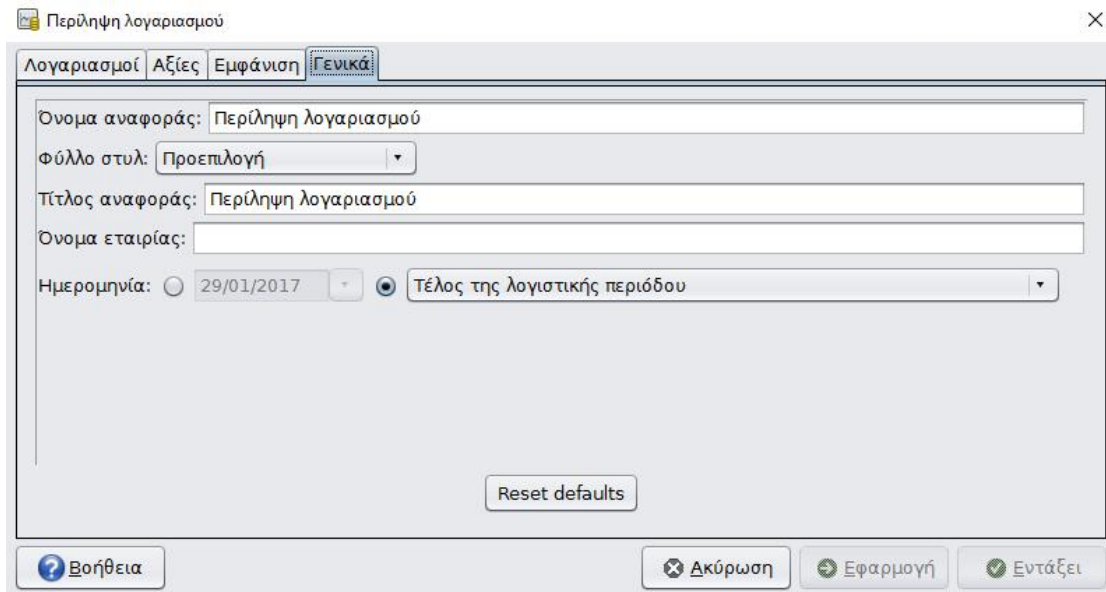 Περίληψη λογαριασμού
Λογαριασμοί Αξίες Εμφάνιση Γενικά
Όνομα αναφοράς: Περίληψη λογαριασμού
Φύλλο στυλ: Προεπιλογή
Τίτλος αναφοράς: Περίληψη λογαριασμού
Όνομα εταιρίας:
Ημερομηνία: 29/01/2017 Τέλος της λογιστικής περιόδου
Reset defaults
Βοήθεια Ακύρωση Εφαρμογή Εντάξει